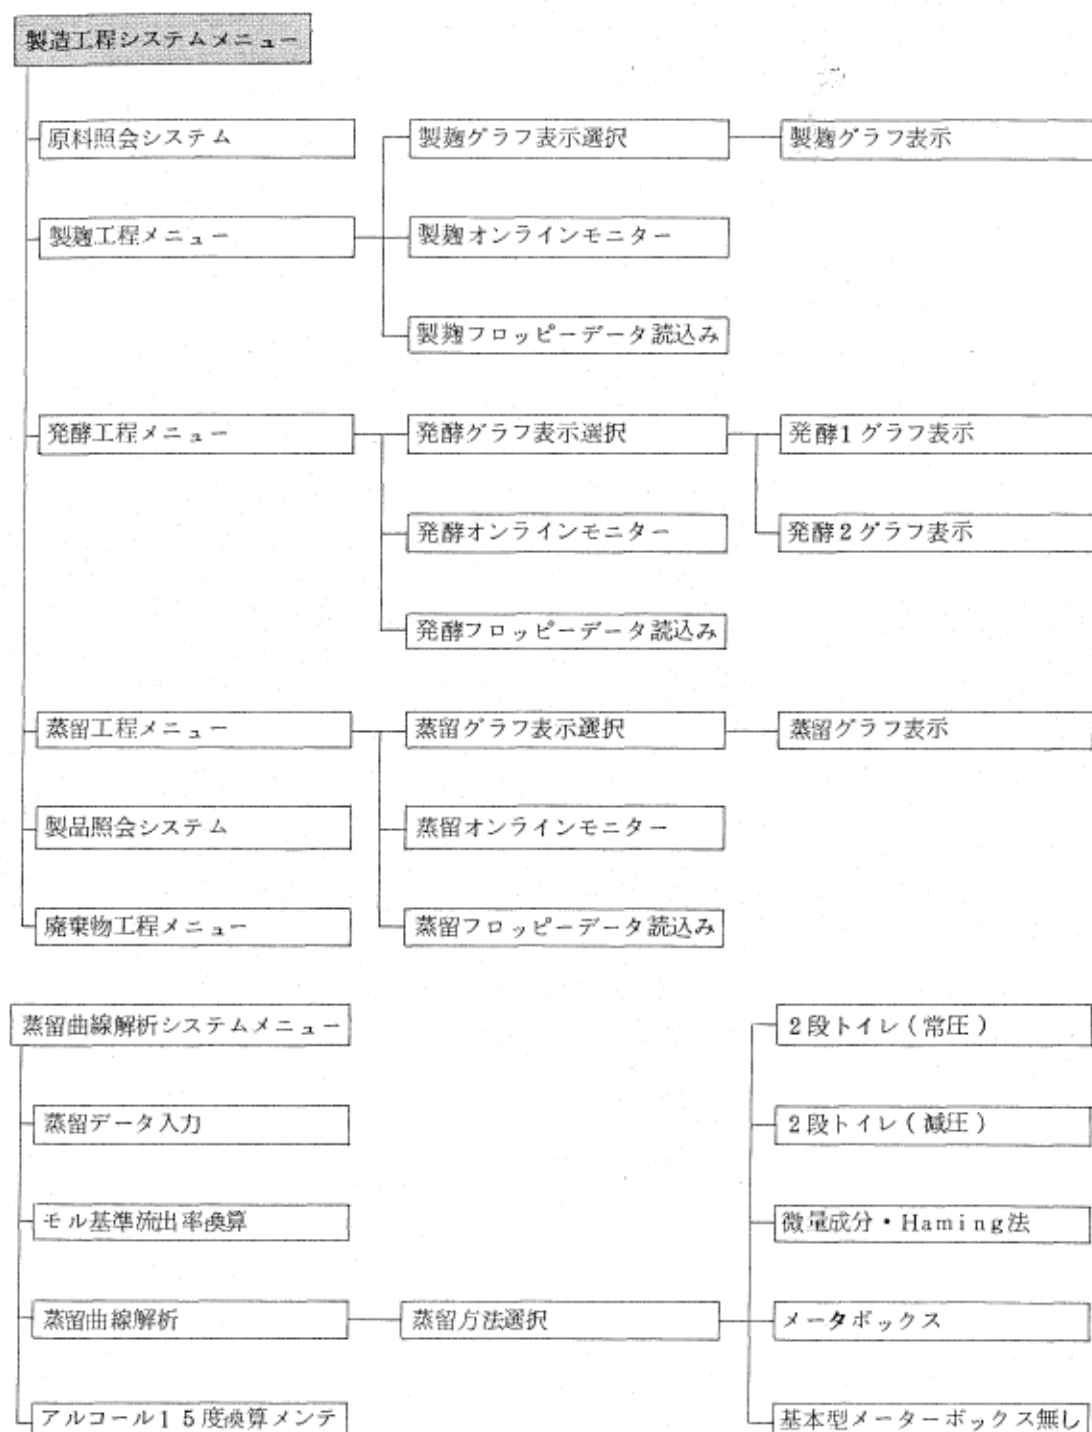 製造工程システムメニュー
原料照会システム
製麹グラフ表示選択
製麹グラフ表示
製麹工程メニュー
製麹オンラインモニター
製麹フロッピーデータ読込み
発酵工程メニュー
発酵グラフ表示選択
発酵1グラフ表示
発酵オンラインモニター
発酵2グラフ表示
発酵フロッピーデータ読込み
蒸留工程メニュー
蒸留グラフ表示選択
蒸留グラフ表示
製品照会システム
蒸留オンラインモニター
廃棄物工程メニュー
蒸留フロッピーデータ読込み
蒸留曲線解析システムメニュー
2段トイレ(常圧)
蒸留データ入力
2段トイレ(減圧)
モル基準流出率換算
微量成分・Haming法
蒸留曲線解析
蒸留方法選択
メータボックス
アルコール15度換算メンテ
基本型メーターボックス無し